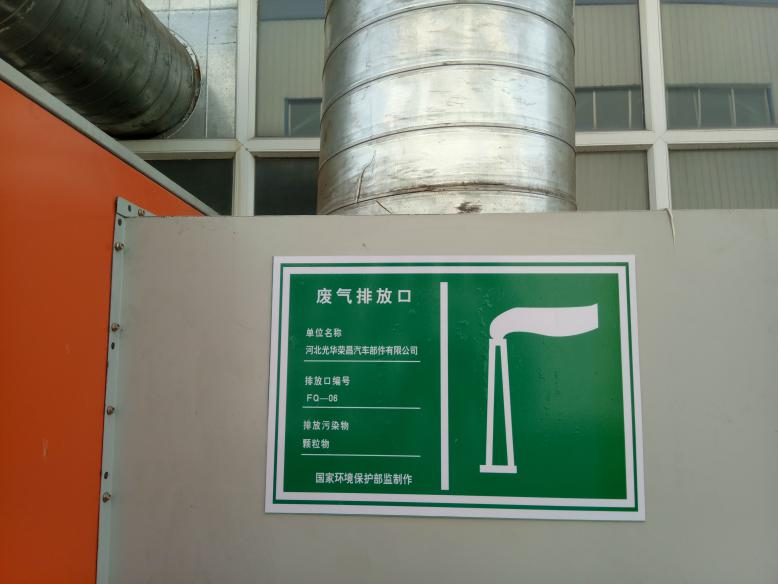 废气排放口
单位名称
河北光华荣昌汽车部件有限公司
排放口编号
FQ—06
排放污染物
颗粒物
国家环境保护部监制作